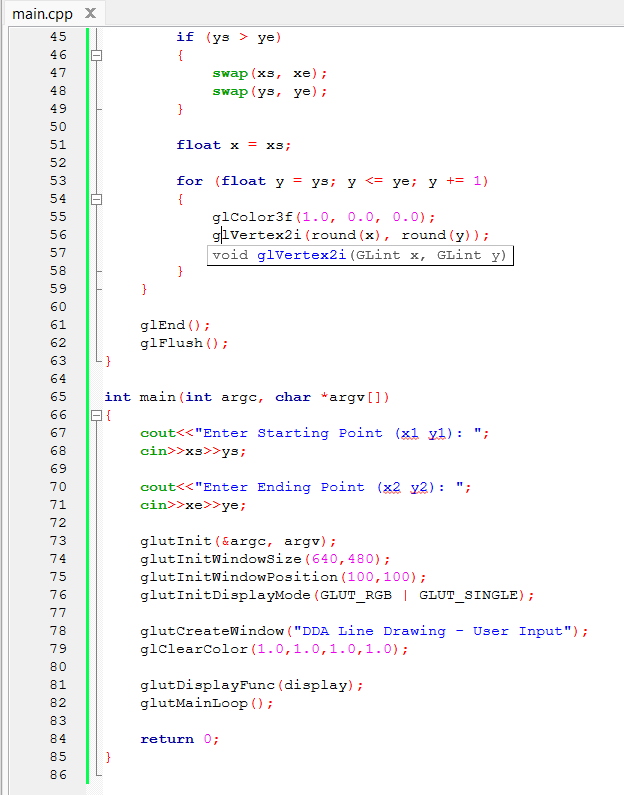 main.cpp X
45 if (ys > ye)
46 {
47 swap(xs, xe);
48 swap(ys, ye);
49 }
50
51 float x = xs;
52
53 for (float y = ys; y <= ye; y += 1)
54 {
55 glColor3f(1.0, 0.0, 0.0);
56 glVertex2i(round(x), round(y));
57 void glVertex2i(GLint x, GLint y)
58 }
59 }
60
61 glEnd();
62 glFlush();
63 }
64
65 int main(int argc, char *argv[])
66 {
67 cout<<"Enter Starting Point (x1 y1): ";
68 cin>>xs>>ys;
69
70 cout<<"Enter Ending Point (x2 y2): ";
71 cin>>xe>>ye;
72
73 glutInit(&argc, argv);
74 glutInitWindowSize(640,480);
75 glutInitWindowPosition(100,100);
76 glutInitDisplayMode(GLUT_RGB | GLUT_SINGLE);
77
78 glutCreateWindow("DDA Line Drawing - User Input");
79 glClearColor(1.0,1.0,1.0,1.0);
80
81 glutDisplayFunc(display);
82 glutMainLoop();
83
84 return 0;
85 }
86